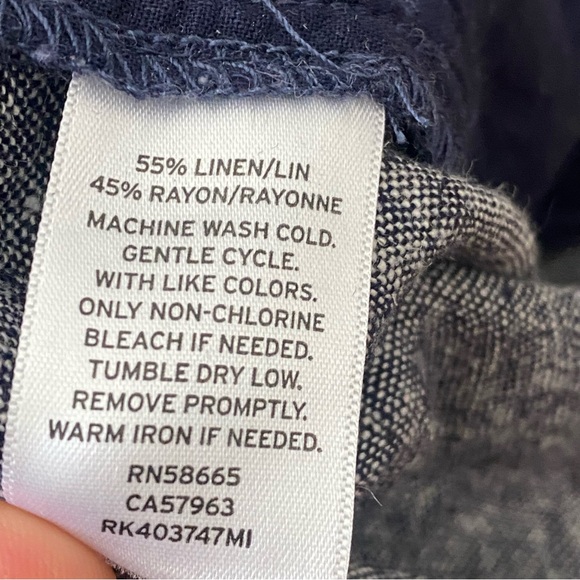 55% LINEN/LIN
45% RAYON/RAYONNE
MACHINE WASH COLD.
GENTLE CYCLE.
WITH LIKE COLORS.
ONLY NON-CHLORINE
BLEACH IF NEEDED.
TUMBLE DRY LOW.
REMOVE PROMPTLY.
WARM IRON IF NEEDED.
RN58665
CA57963
RK403747MI